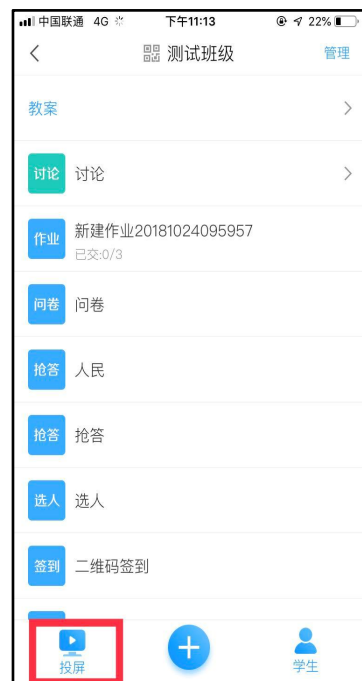 中国联通 4G 下午11:13 22%
测试班级 管理
教案
讨论 讨论
作业 新建作业20181024095957
已交:0/3
问卷 问卷
抢答 人民
抢答 抢答
选人 选人
签到 二维码签到
投屏 学生